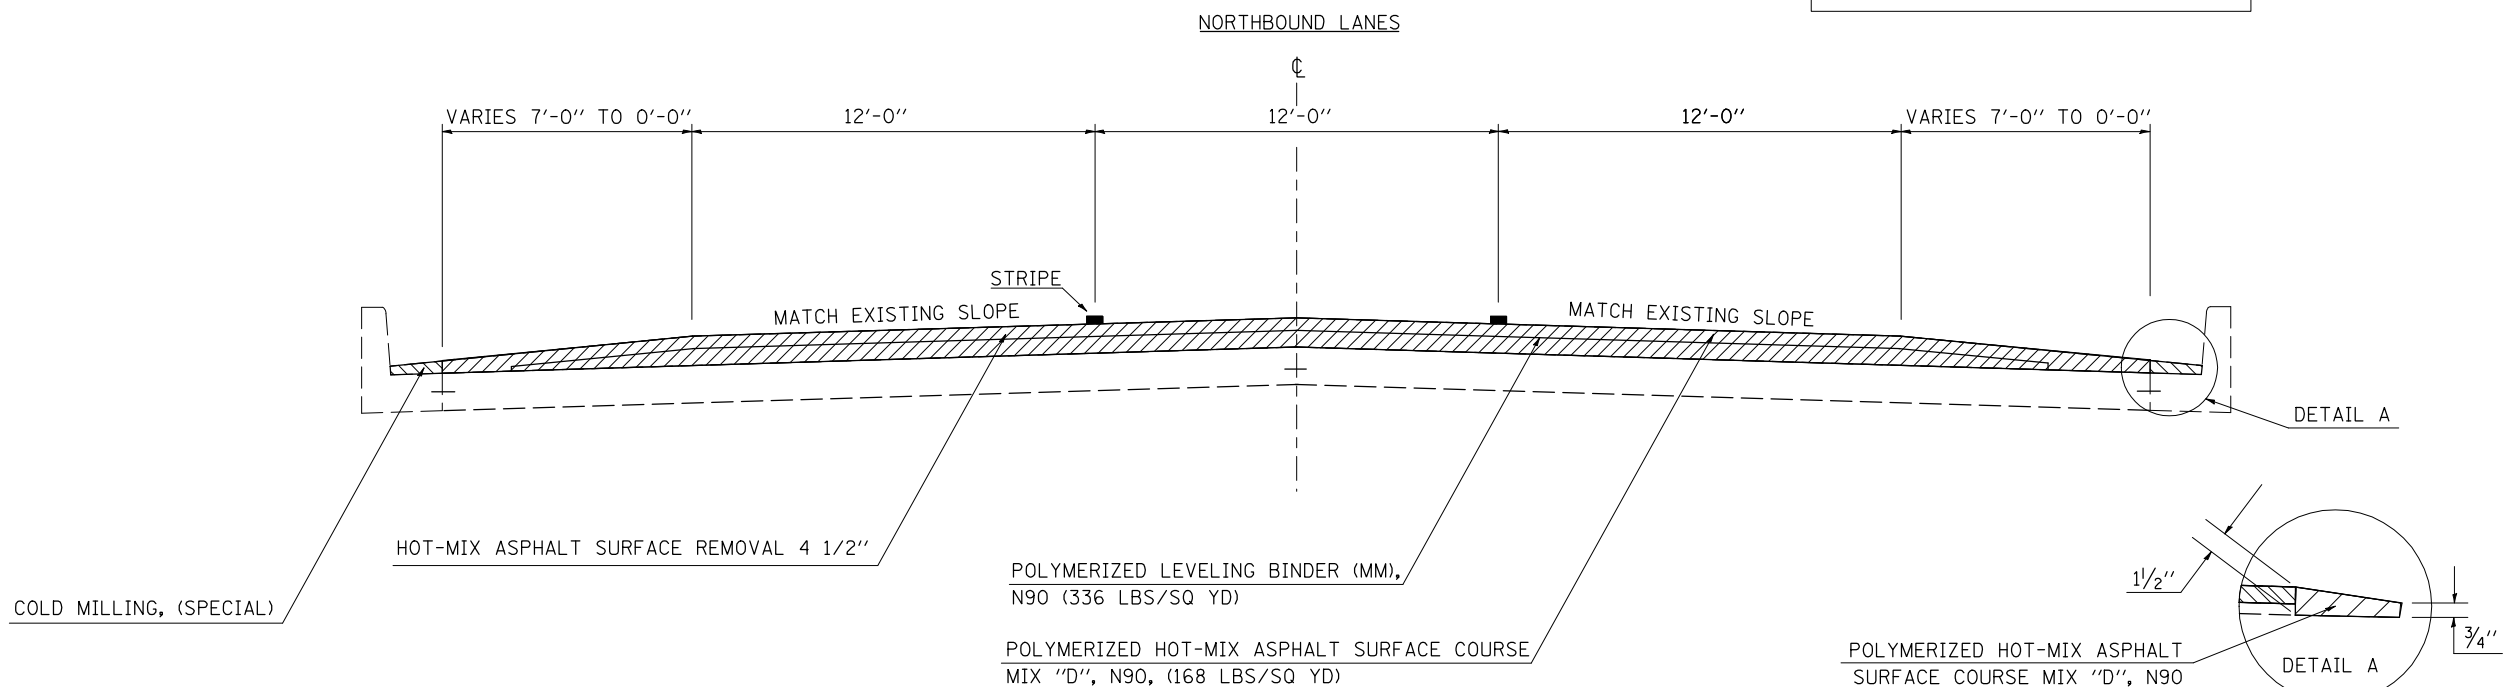 NORTHBOUND LANES
℄
VARIES 7'-0" TO 0'-0"
12'-0"
12'-0"
12'-0"
VARIES 7'-0" TO 0'-0"
STRIPE
MATCH EXISTING SLOPE
MATCH EXISTING SLOPE
DETAIL A
HOT-MIX ASPHALT SURFACE REMOVAL 4 1/2"
COLD MILLING, (SPECIAL)
POLYMERIZED LEVELING BINDER (MM),
N90 (336 LBS/SQ YD)
POLYMERIZED HOT-MIX ASPHALT SURFACE COURSE
MIX "D", N90, (168 LBS/SQ YD)
1½"
¾"
POLYMERIZED HOT-MIX ASPHALT
SURFACE COURSE MIX "D", N90
DETAIL A